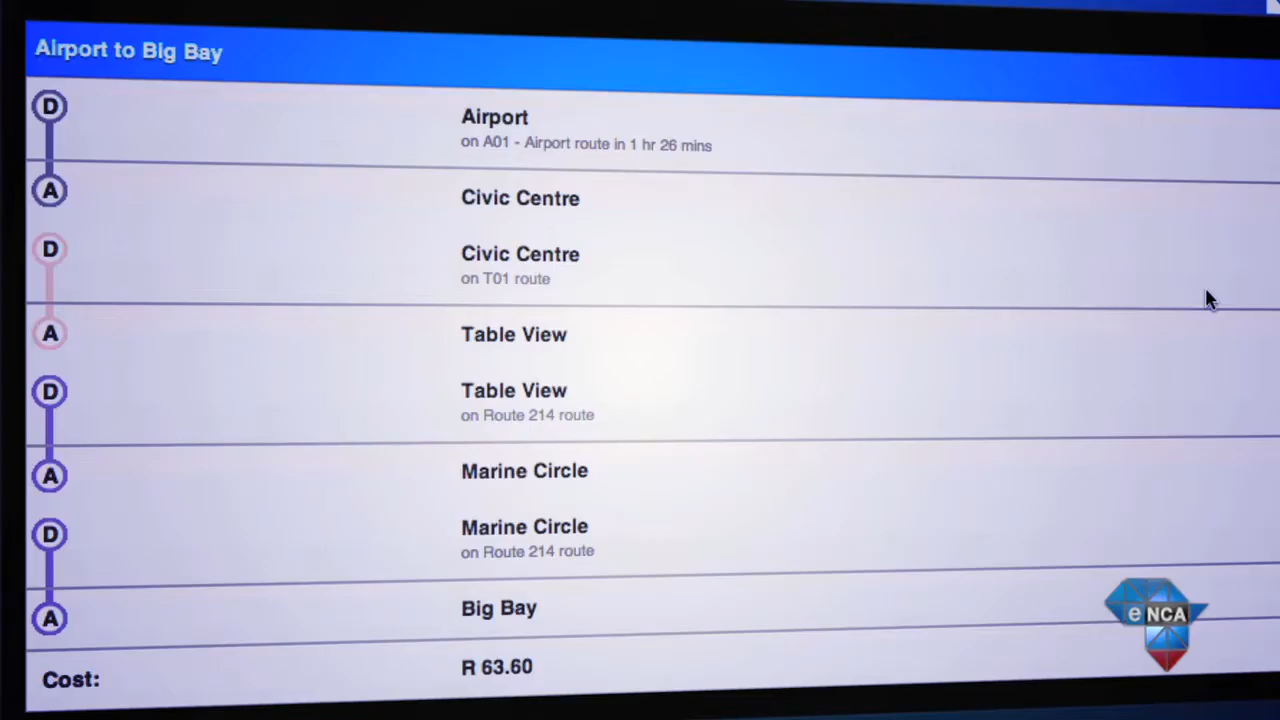 Airport to Big Bay
D
Airport
on A01 - Airport route in 1 hr 26 mins
A
Civic Centre
D
Civic Centre
on T01 route
A
Table View
D
Table View
on Route 214 route
A
Marine Circle
D
Marine Circle
on Route 214 route
A
Big Bay
Cost:
R 63.60
eNCA